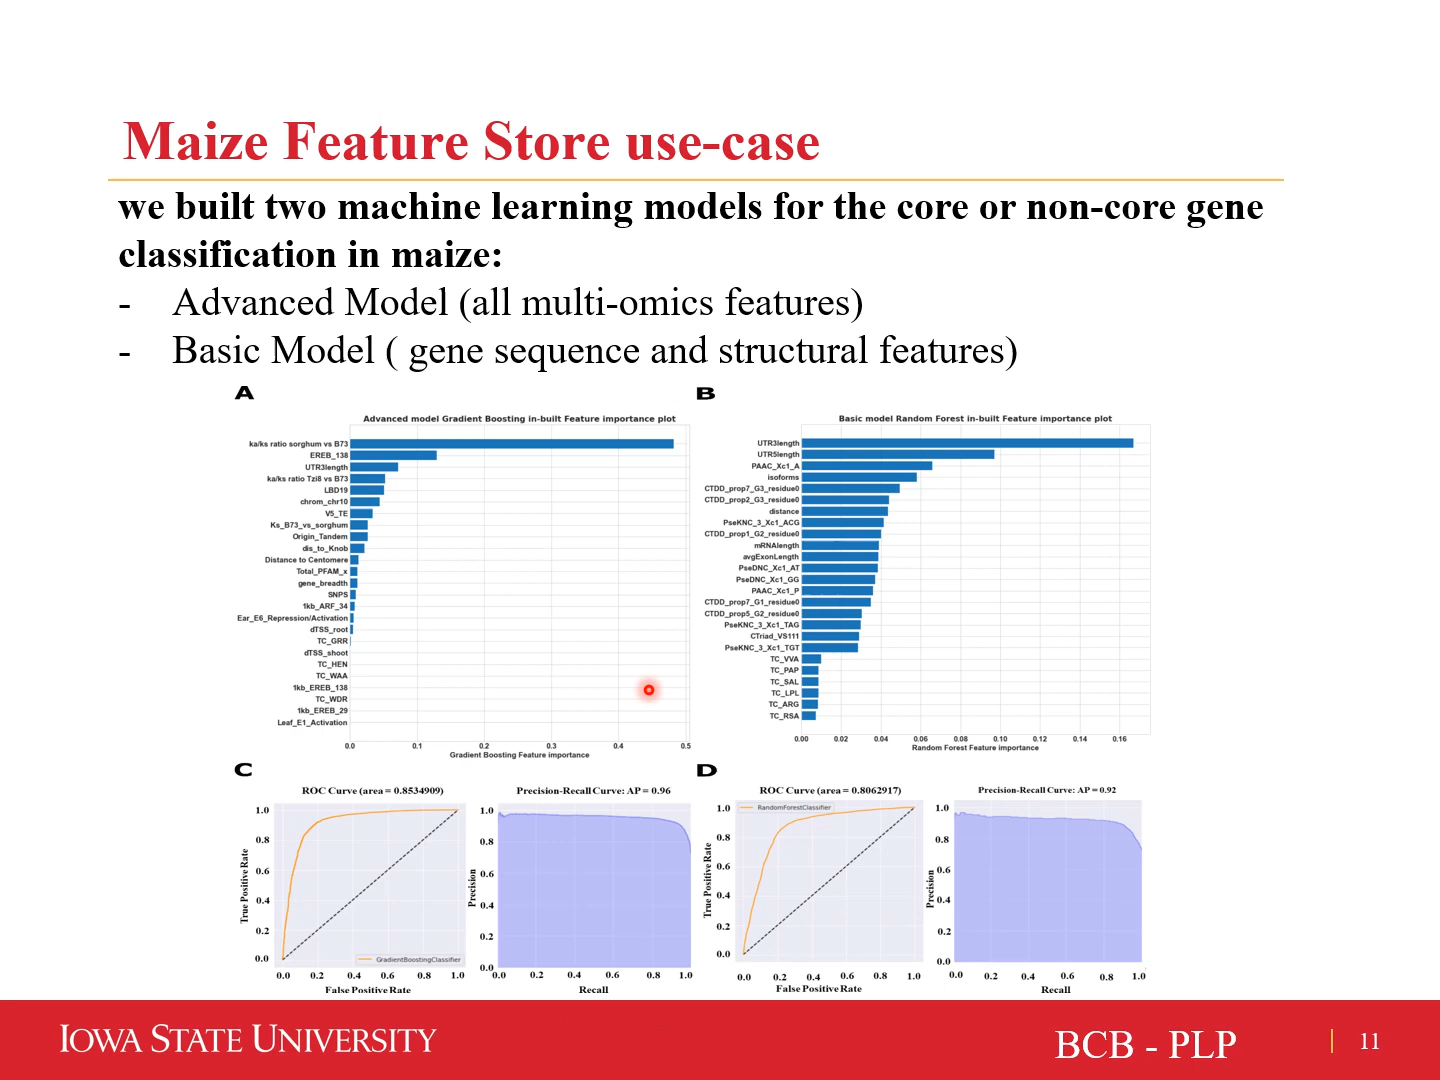 Maize Feature Store use-case
we built two machine learning models for the core or non-core gene
classification in maize:
- Advanced Model (all multi-omics features)
- Basic Model ( gene sequence and structural features)
A
Advanced model Gradient Boosting in-built Feature importance plot
ka/ks ratio sorghum vs B73
EREB_138
UTR3length
ka/ks ratio Tzi8 vs B73
LBD19
chrom_chr10
V5_TE
Ks_B73_vs_sorghum
Origin_Tandem
dis_to_Knob
Distance to Centomere
Total_PFAM_x
gene_breadth
SNPS
1kb_ARF_34
Ear_E6_Repression/Activation
dTSS_root
TC_GRR
dTSS_shoot
TC_HEN
TC_WAA
1kb_EREB_138
TC_WDR
1kb_EREB_29
Leaf_E1_Activation
0.0 0.1 0.2 0.3 0.4 0.5
Gradient Boosting Feature importance
B
Basic model Random Forest in-built Feature importance plot
UTR3length
UTR5length
PAAC_Xc1_A
isoforms
CTDD_prop7_G3_residue0
CTDD_prop2_G3_residue0
distance
PseKNC_3_Xc1_ACG
CTDD_prop1_G2_residue0
mRNAlength
avgExonLength
PseDNC_Xc1_AT
PseDNC_Xc1_GG
PAAC_Xc1_P
CTDD_prop7_G1_residue0
CTDD_prop5_G2_residue0
PseKNC_3_Xc1_TAG
CTriad_VS111
PseKNC_3_Xc1_TGT
TC_VVA
TC_PAP
TC_SAL
TC_LPL
TC_ARG
TC_RSA
0.00 0.02 0.04 0.06 0.08 0.10 0.12 0.14 0.16
Random Forest Feature importance
C
ROC Curve (area = 0.8534909)
True Positive Rate
1.0
0.8
0.6
0.4
0.2
0.0
GradientBoostingClassifier
0.0 0.2 0.4 0.6 0.8 1.0
False Positive Rate
Precision-Recall Curve: AP = 0.96
Precision
1.0
0.8
0.6
0.4
0.2
0.0
0.0 0.2 0.4 0.6 0.8 1.0
Recall
D
ROC Curve (area = 0.8062917)
RandomForestClassifier
True Positive Rate
1.0
0.8
0.6
0.4
0.2
0.0
0.0 0.2 0.4 0.6 0.8 1.0
False Positive Rate
Precision-Recall Curve: AP = 0.92
Precision
1.0
0.8
0.6
0.4
0.2
0.0
0.0 0.2 0.4 0.6 0.8 1.0
Recall
IOWA STATE UNIVERSITY
BCB - PLP
11